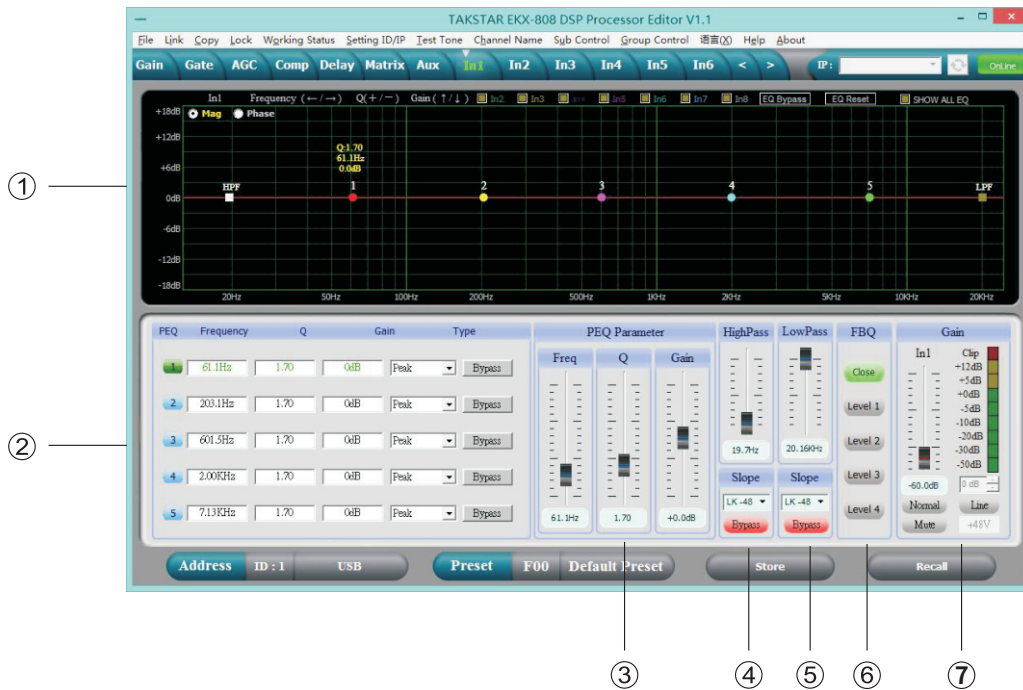 TAKSTAR EKX-808 DSP Processor Editor V1.1
File Link Copy Lock Working Status Setting ID/IP Test Tone Channel Name Sub Control Group Control 语言(X) Help About
Gain Gate AGC Comp Delay Matrix Aux In1 In2 In3 In4 In5 In6 < > IP : OnLine
In1 Frequency (←/→) Q(+/−) Gain (↑/↓) In2 In3 In4 In5 In6 In7 In8 EQ Bypass EQ Reset SHOW ALL EQ
+18dB Mag Phase
+12dB
Q:1.70
61.1Hz
+6dB 0.0dB
HPF 1 2 3 4 5 LPF
0dB
-6dB
-12dB
-18dB
20Hz 50Hz 100Hz 200Hz 500Hz 1KHz 2KHz 5KHz 10KHz 20KHz
①
PEQ Frequency Q Gain Type
1 61.1Hz 1.70 0dB Peak Bypass
2 203.1Hz 1.70 0dB Peak Bypass
3 601.5Hz 1.70 0dB Peak Bypass
4 2.00KHz 1.70 0dB Peak Bypass
5 7.13KHz 1.70 0dB Peak Bypass
②
PEQ Parameter
Freq Q Gain
61.1Hz 1.70 +0.0dB
HighPass
19.7Hz
Slope
LK -48
Bypass
LowPass
20.16KHz
Slope
LK -48
Bypass
FBQ
Close
Level 1
Level 2
Level 3
Level 4
Gain
In1 Clip
+12dB
+5dB
+0dB
-5dB
-10dB
-20dB
-30dB
-50dB
-60.0dB 0 dB
Normal Line
Mute +48V
Address ID : 1 USB Preset F00 Default Preset Store Recall
③ ④ ⑤ ⑥ ⑦